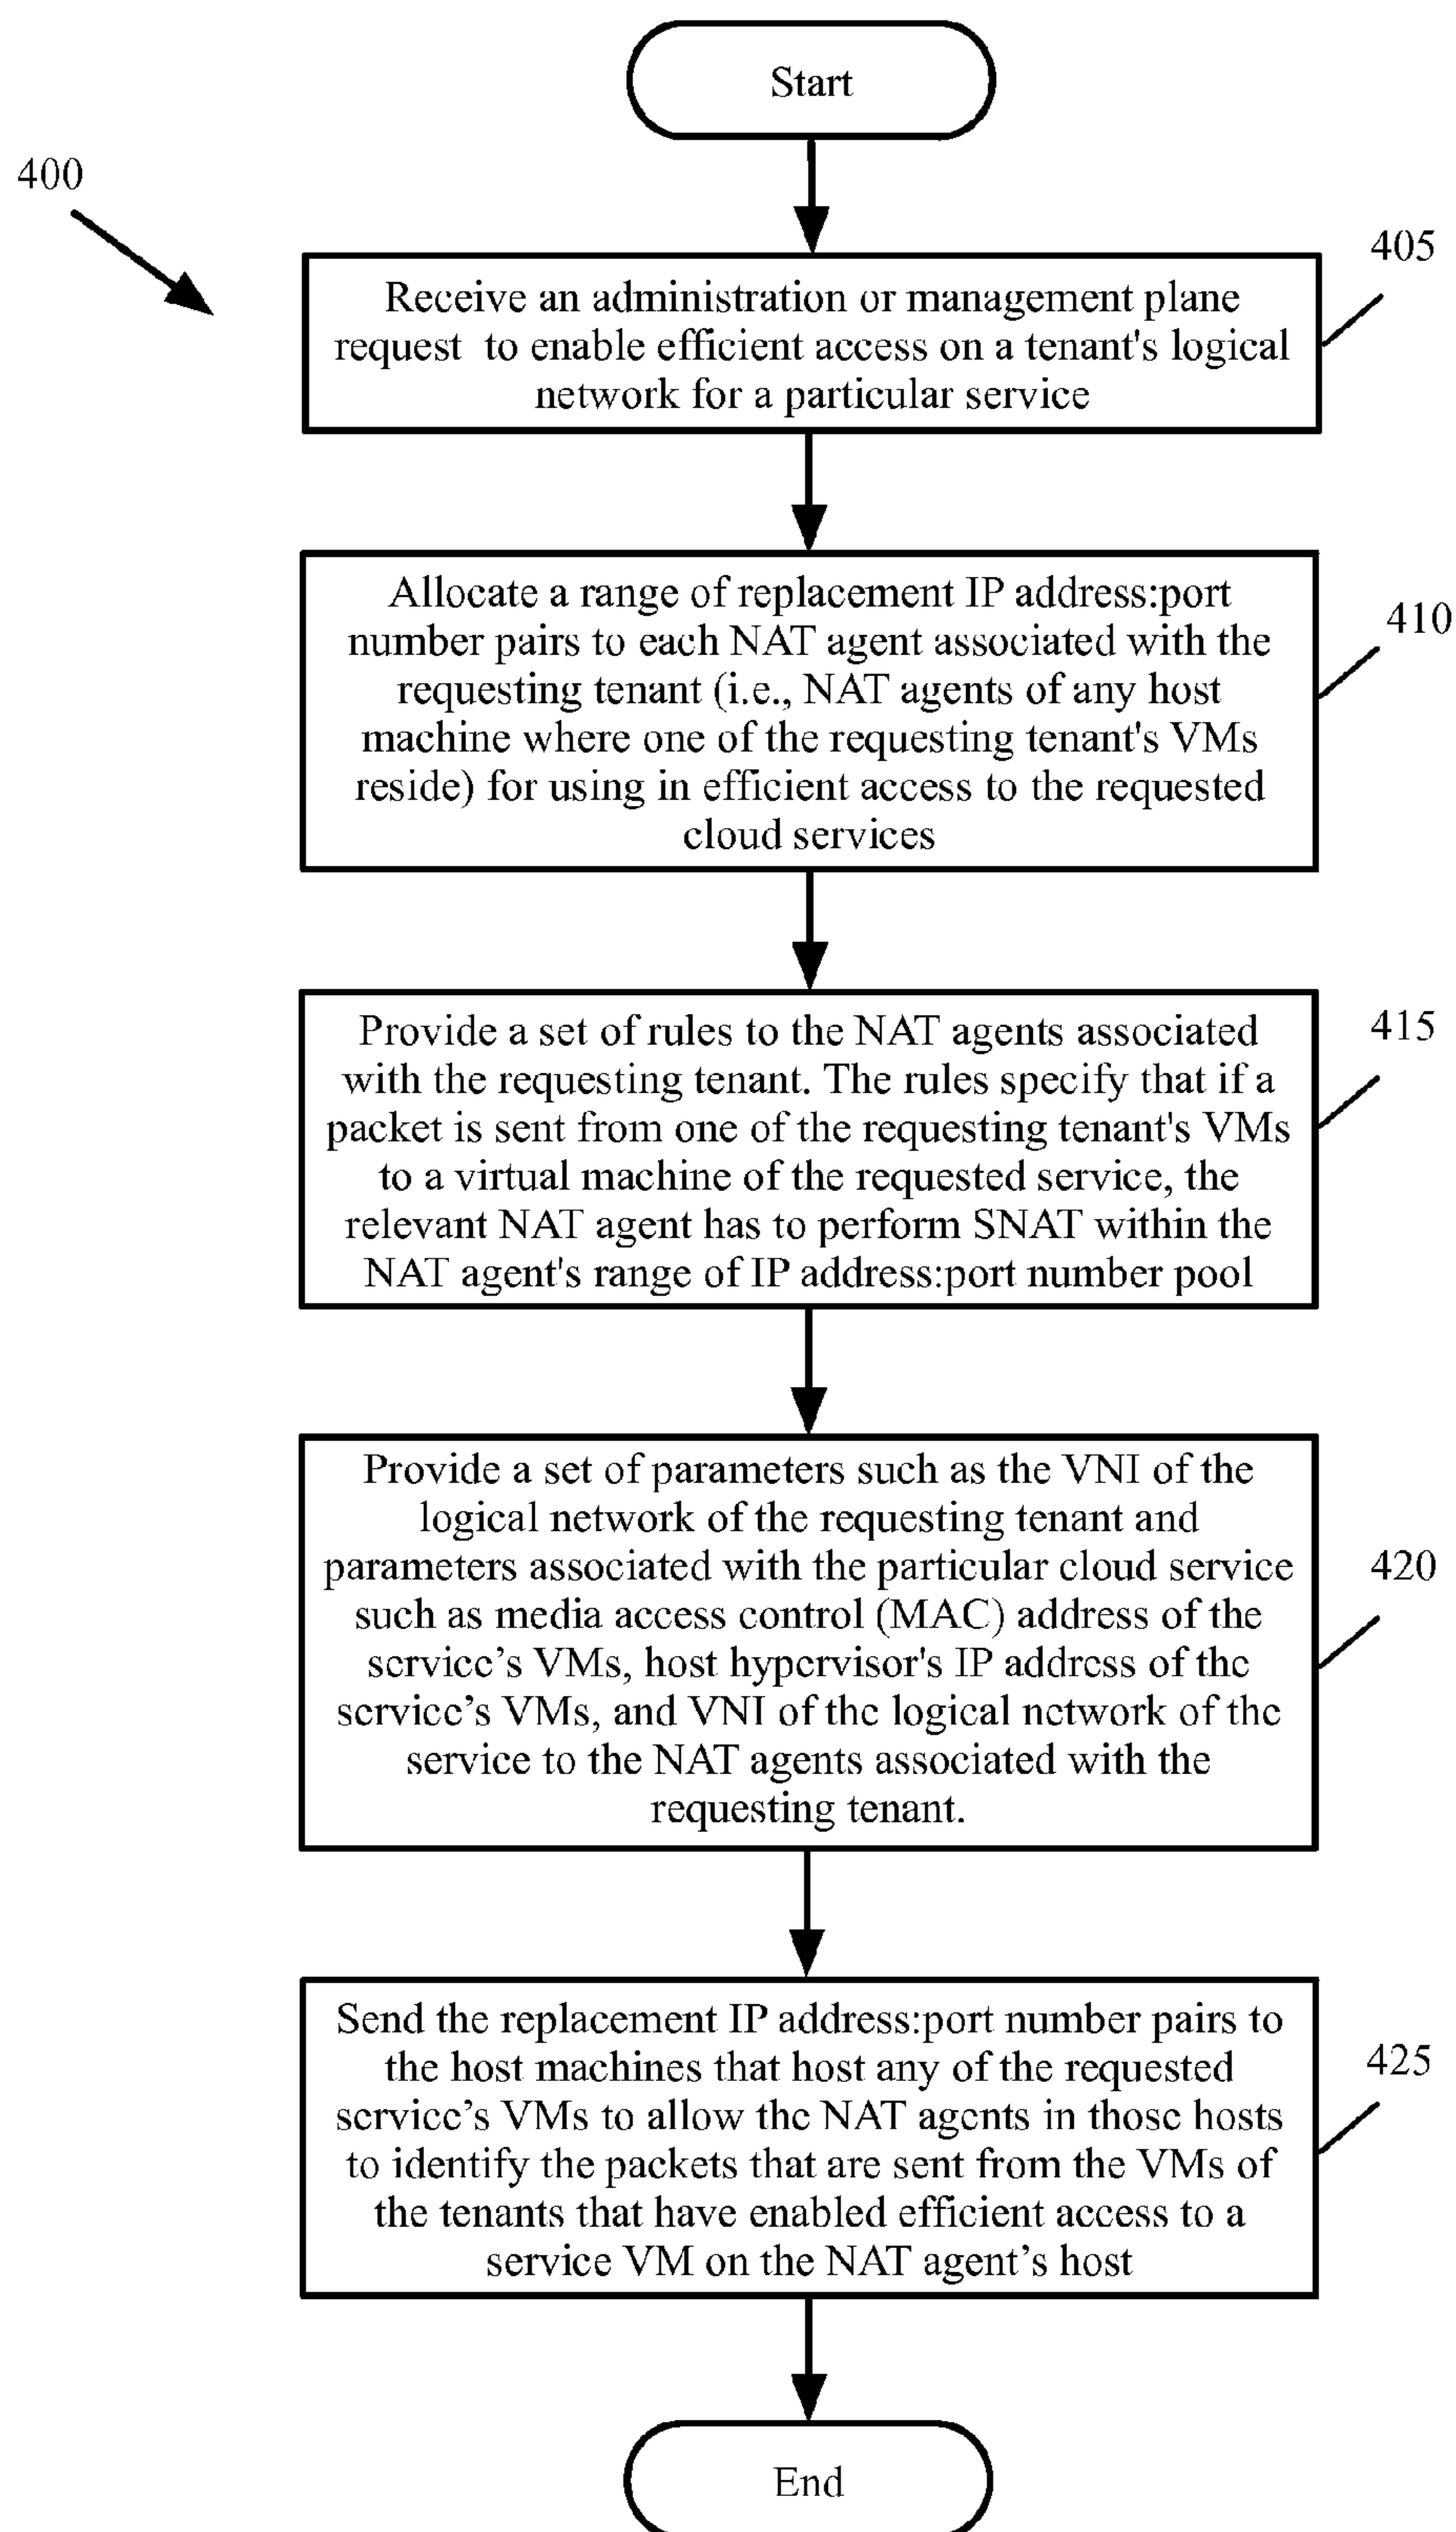 Start
400
405
Receive an administration or management plane
request to enable efficient access on a tenant's logical
network for a particular service
410
Allocate a range of replacement IP address:port
number pairs to each NAT agent associated with the
requesting tenant (i.e., NAT agents of any host
machine where one of the requesting tenant's VMs
reside) for using in efficient access to the requested
cloud services
415
Provide a set of rules to the NAT agents associated
with the requesting tenant. The rules specify that if a
packet is sent from one of the requesting tenant's VMs
to a virtual machine of the requested service, the
relevant NAT agent has to perform SNAT within the
NAT agent's range of IP address:port number pool
420
Provide a set of parameters such as the VNI of the
logical network of the requesting tenant and
parameters associated with the particular cloud service
such as media access control (MAC) address of the
service’s VMs, host hypervisor's IP address of the
service’s VMs, and VNI of the logical network of the
service to the NAT agents associated with the
requesting tenant.
425
Send the replacement IP address:port number pairs to
the host machines that host any of the requested
service’s VMs to allow the NAT agents in those hosts
to identify the packets that are sent from the VMs of
the tenants that have enabled efficient access to a
service VM on the NAT agent’s host
End